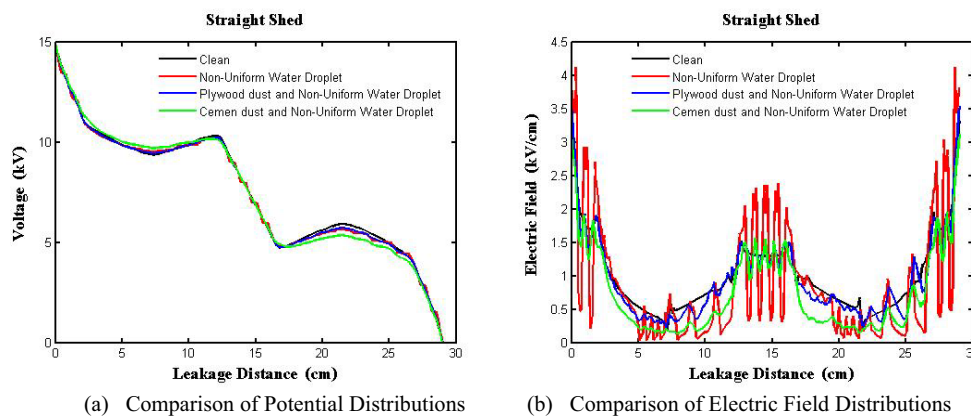 Straight Shed
15
10
5
0
0 5 10 15 20 25 30
Voltage (kV)
Leakage Distance (cm)
Clean
Non-Uniform Water Droplet
Plywood dust and Non-Uniform Water Droplet
Cemen dust and Non-Uniform Water Droplet
(a) Comparison of Potential Distributions
Straight Shed
4.5
4
3.5
3
2.5
2
1.5
1
0.5
0
0 5 10 15 20 25 30
Electric Field (kV/cm)
Leakage Distance (cm)
Clean
Non-Uniform Water Droplet
Plywood dust and Non-Uniform Water Droplet
Cemen dust and Non-Uniform Water Droplet
(b) Comparison of Electric Field Distributions